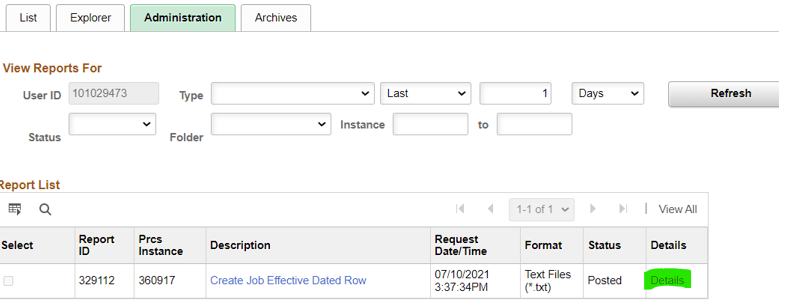 List Explorer Administration Archives
View Reports For
User ID 101029473 Type Last 1 Days Refresh
Status Folder Instance to
Report List
1-1 of 1 View All
Select Report ID Prcs Instance Description Request Date/Time Format Status Details
329112 360917 Create Job Effective Dated Row 07/10/2021 3:37:34PM Text Files (*.txt) Posted Details